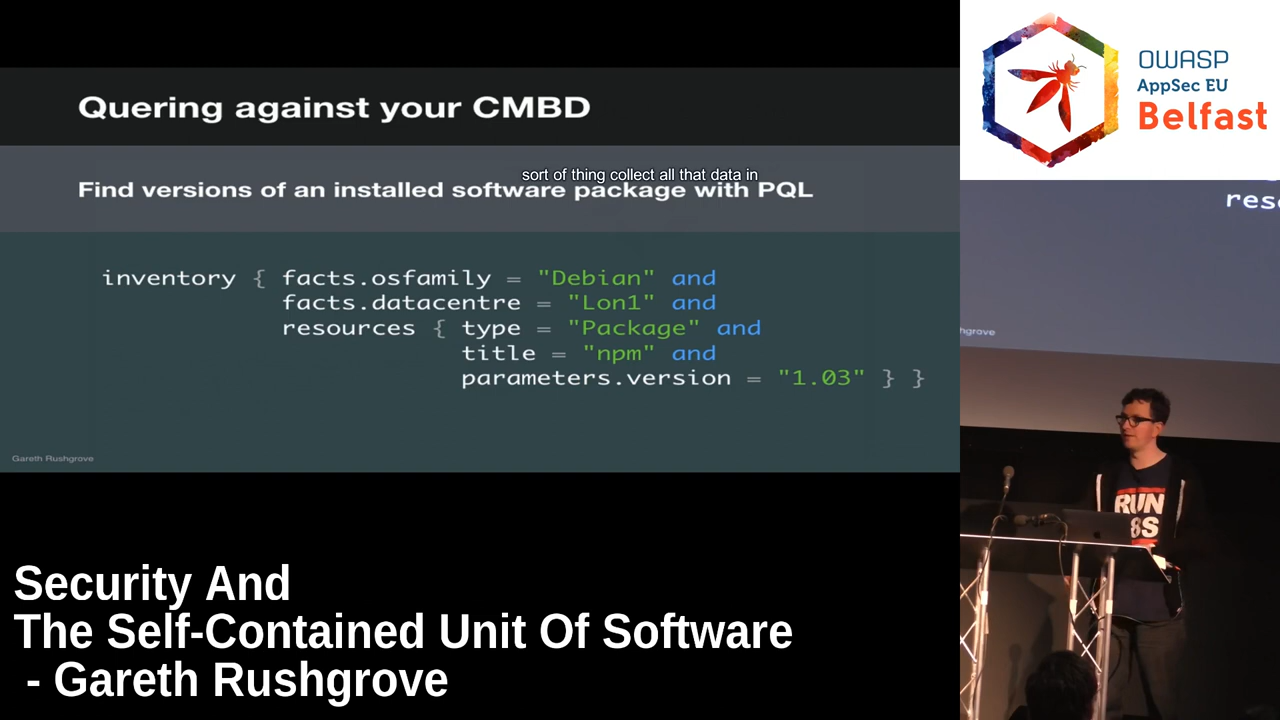 Quering against your CMBD
sort of thing collect all that data in
Find versions of an installed software package with PQL
inventory { facts.osfamily = "Debian" and
facts.datacentre = "Lon1" and
resources { type = "Package" and
title = "npm" and
parameters.version = "1.03" } }
Gareth Rushgrove
Security And
The Self-Contained Unit Of Software
- Gareth Rushgrove
OWASP
AppSec EU
Belfast
reso
hgrove
RUN
8S